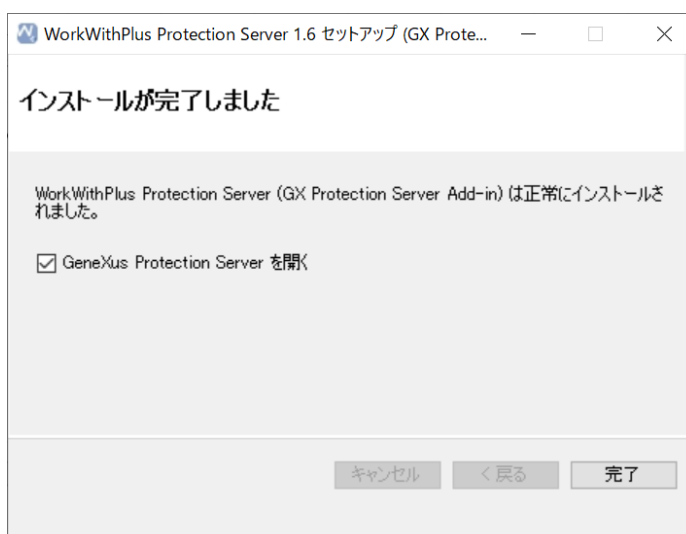 WorkWithPlus Protection Server 1.6 セットアップ (GX Prote...
インストールが完了しました
WorkWithPlus Protection Server (GX Protection Server Add-in) は正常にインストールさ
れました。
GeneXus Protection Server を開く
キャンセル
< 戻る
完了